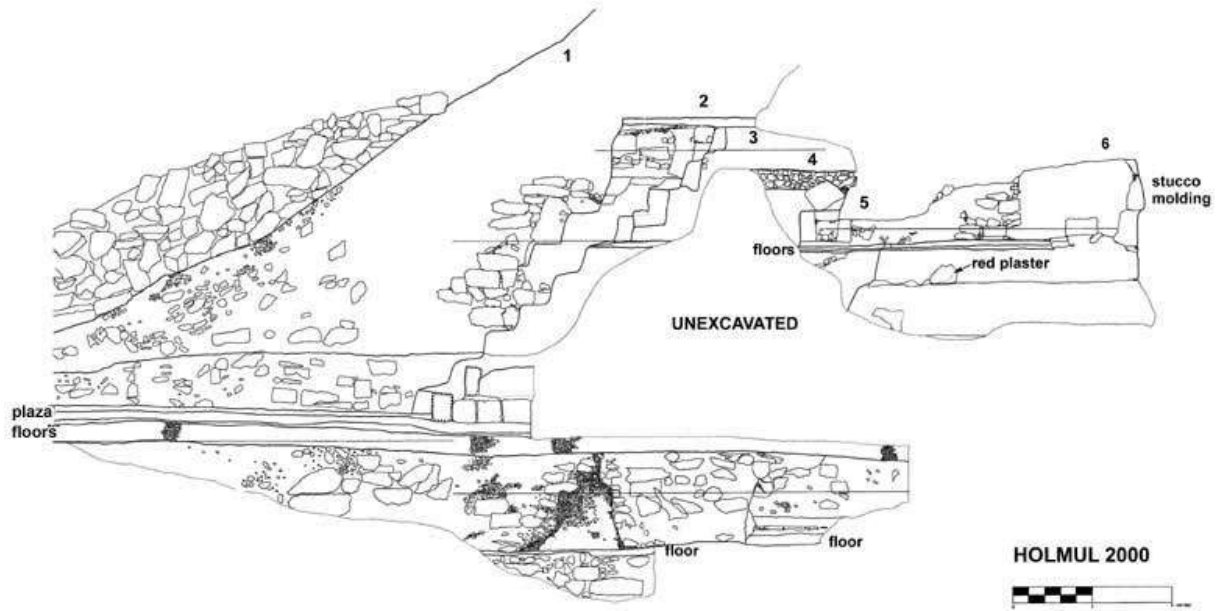 1
2
3
4
5
6
stucco
molding
floors
red plaster
UNEXCAVATED
plaza
floors
floor
floor
HOLMUL 2000